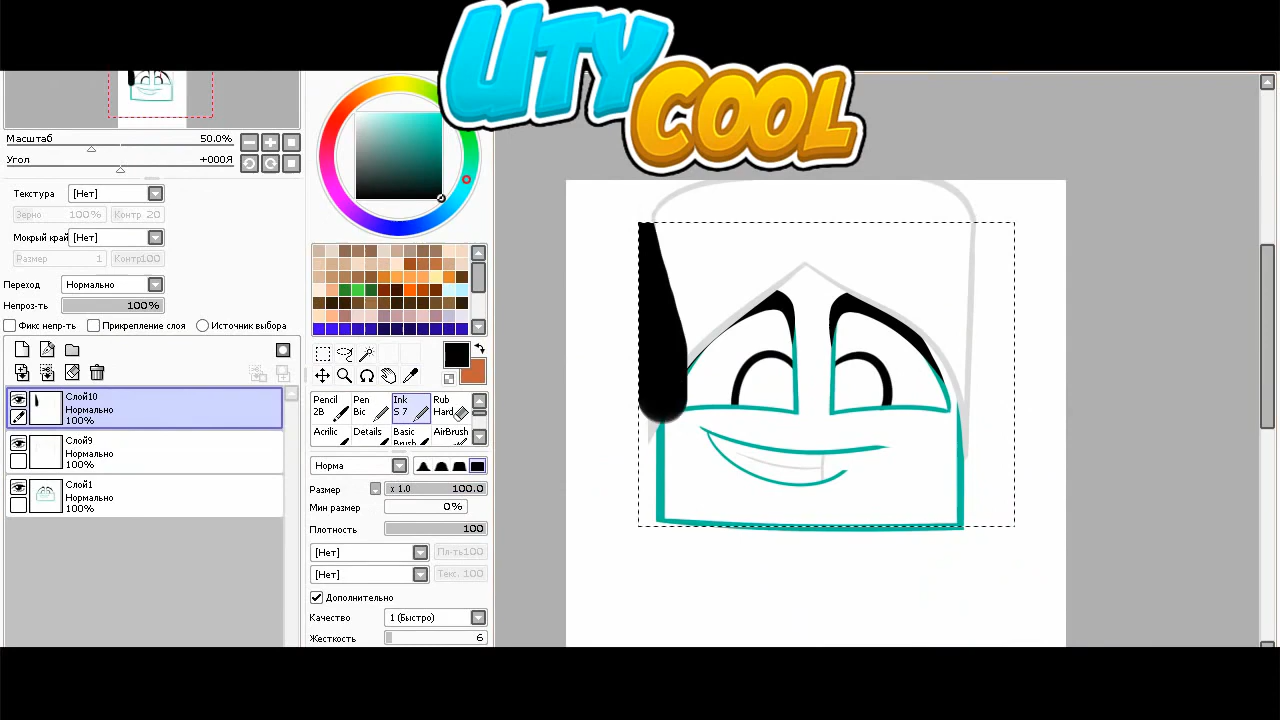 UTY
COOL
Масштаб 50.0%
Угол +000Я
Текстура [Нет]
Зерно 100% Контр 20
Мокрый край [Нет]
Размер 1 Контр100
Переход Нормально
Непроз-ть 100%
Фикс непр-ть Прикрепление слоя Источник выбора
Слой10
Нормально
100%
Слой9
Нормально
100%
Слой1
Нормально
100%
Pencil Pen Ink Rub
2B Bic S 7 Hard
Acrilic Details Basic AirBrush
Brush
Норма
Размер x 1.0 100.0
Мин размер 0%
Плотность 100
[Нет] Пл-ть100
[Нет] Текс. 100
Дополнительно
Качество 1 (Быстро)
Жесткость 6